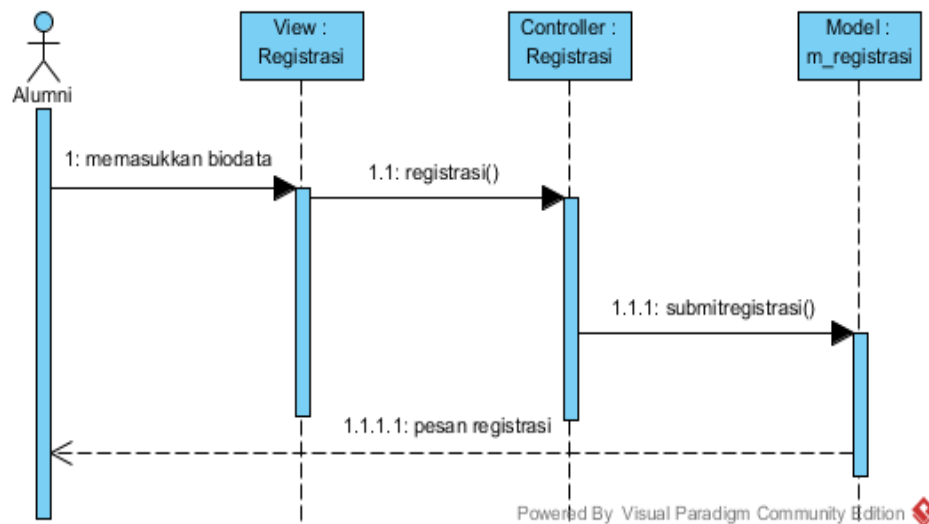 View :
Registrasi
Controller :
Registrasi
Model :
m_registrasi
Alumni
1: memasukkan biodata
1.1: registrasi()
1.1.1: submitregistrasi()
1.1.1.1: pesan registrasi
Powered By Visual Paradigm Community Edition